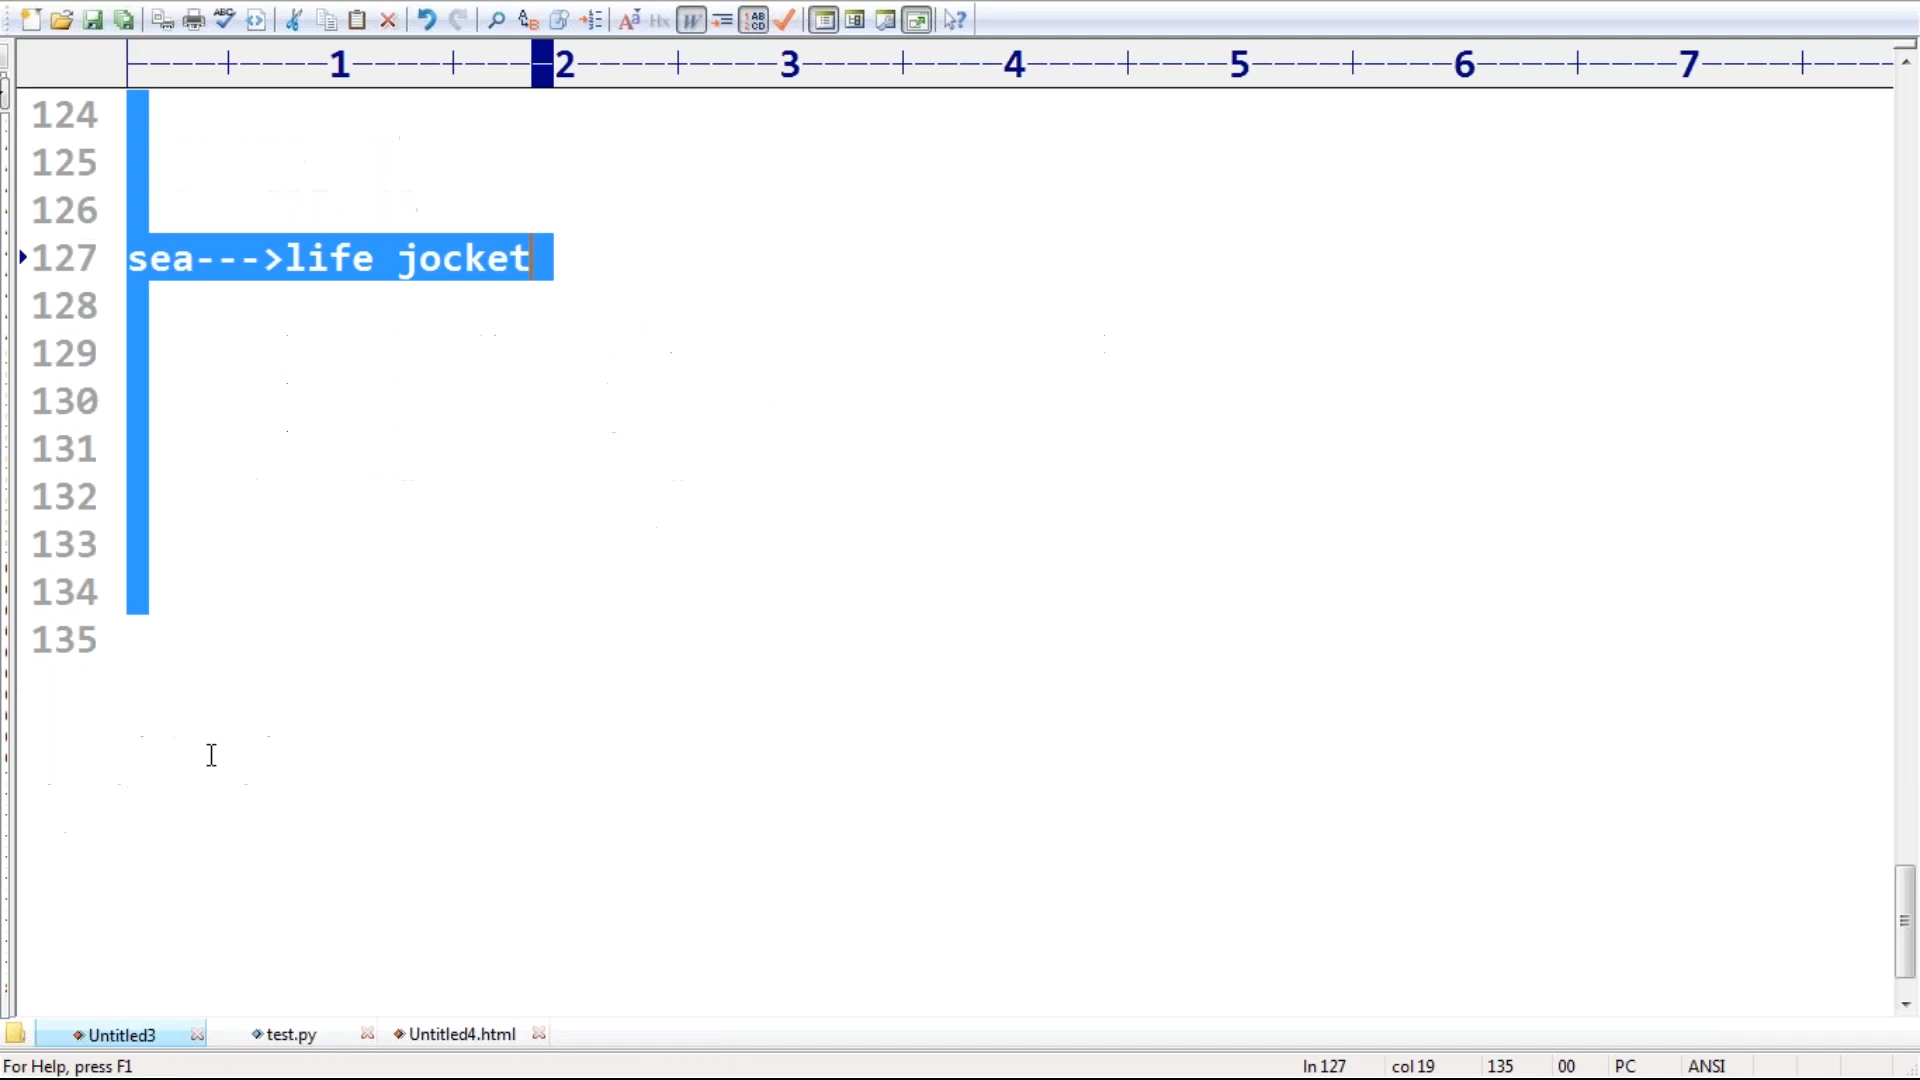 1 2 3 4 5 6 7
124
125
126
127 sea--->life jocket
128
129
130
131
132
133
134
135
Untitled3 test.py Untitled4.html
For Help, press F1 ln 127 col 19 135 00 PC ANSI